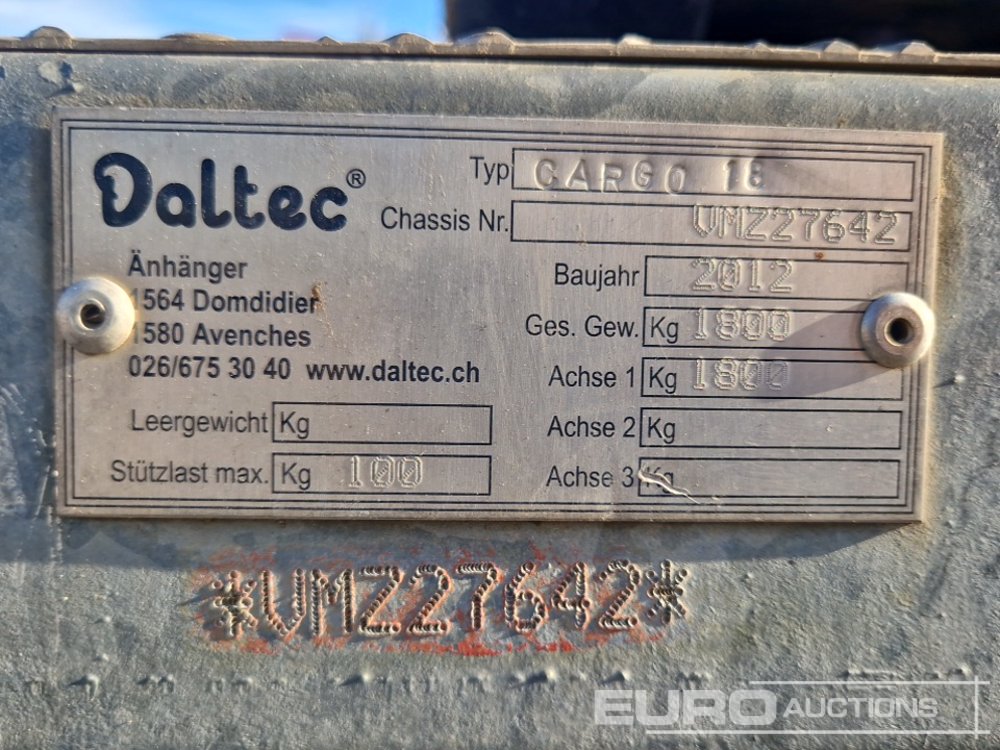 Daltec®
Typ CARGO 18
Chassis Nr. VMZ27642
Änhänger
1564 Domdidier
1580 Avenches
026/675 30 40 www.daltec.ch
Baujahr 2012
Ges. Gew. Kg 1800
Achse 1 Kg 1800
Leergewicht Kg
Achse 2 Kg
Stützlast max. Kg 100
Achse 3 Kg
*VMZ27642*
EURO AUCTIONS